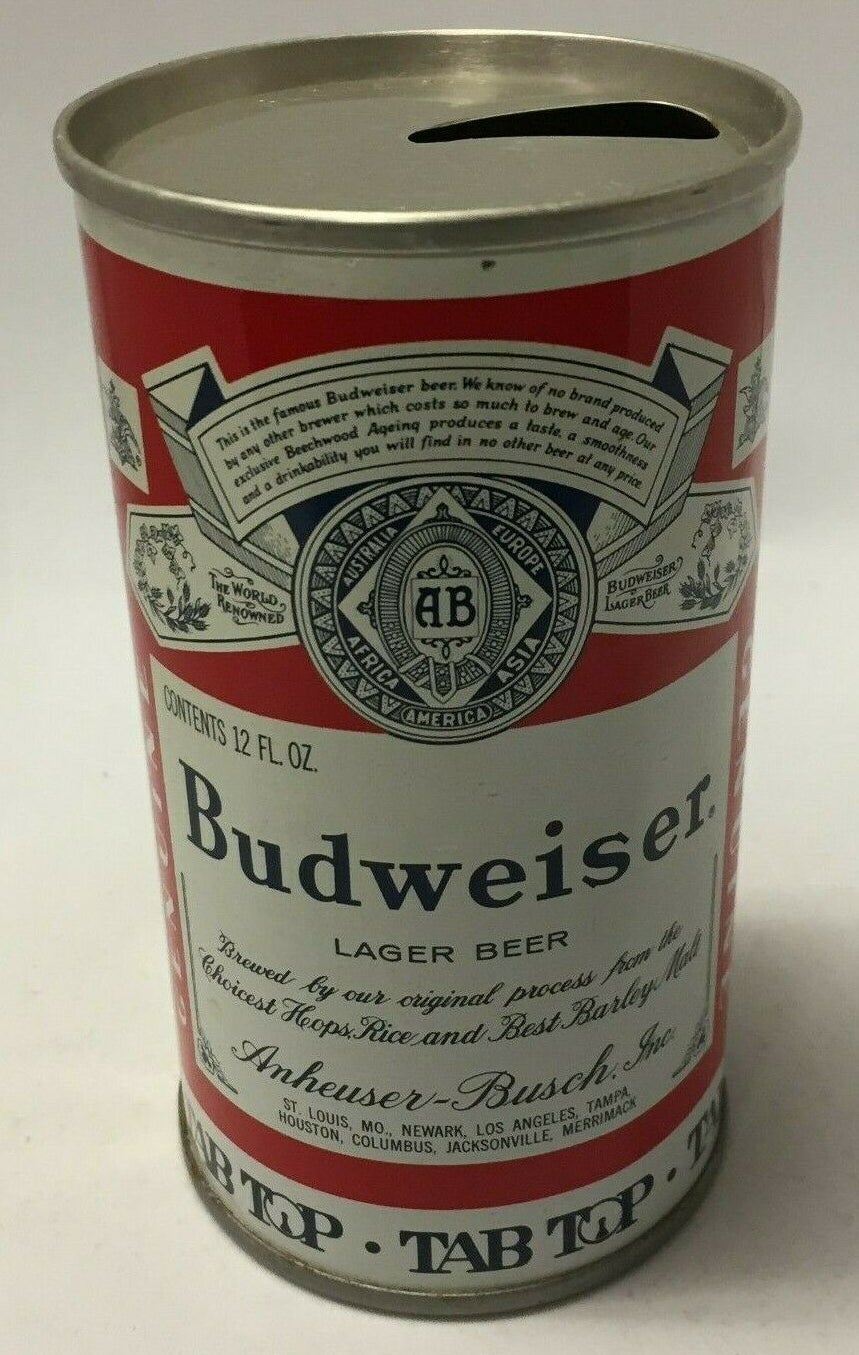 This is the famous Budweiser beer. We know of no brand produced
by any other brewer which costs so much to brew and age. Our
exclusive Beechwood Ageing produces a taste, a smoothness
and a drinkability you will find in no other beer at any price.
AUSTRALIA
EUROPE
AB
AFRICA
ASIA
AMERICA
THE WORLD
RENOWNED
BUDWEISER
LAGER BEER
CONTENTS 12 FL. OZ.
Budweiser.
LAGER BEER
Brewed by our original process from the
Choicest Hops, Rice and Best Barley Malt
Anheuser-Busch, Inc.
ST. LOUIS, MO., NEWARK, LOS ANGELES, TAMPA,
HOUSTON, COLUMBUS, JACKSONVILLE, MERRIMACK
GENUINE
GENUINE
TAB TOP • TAB TOP • TA